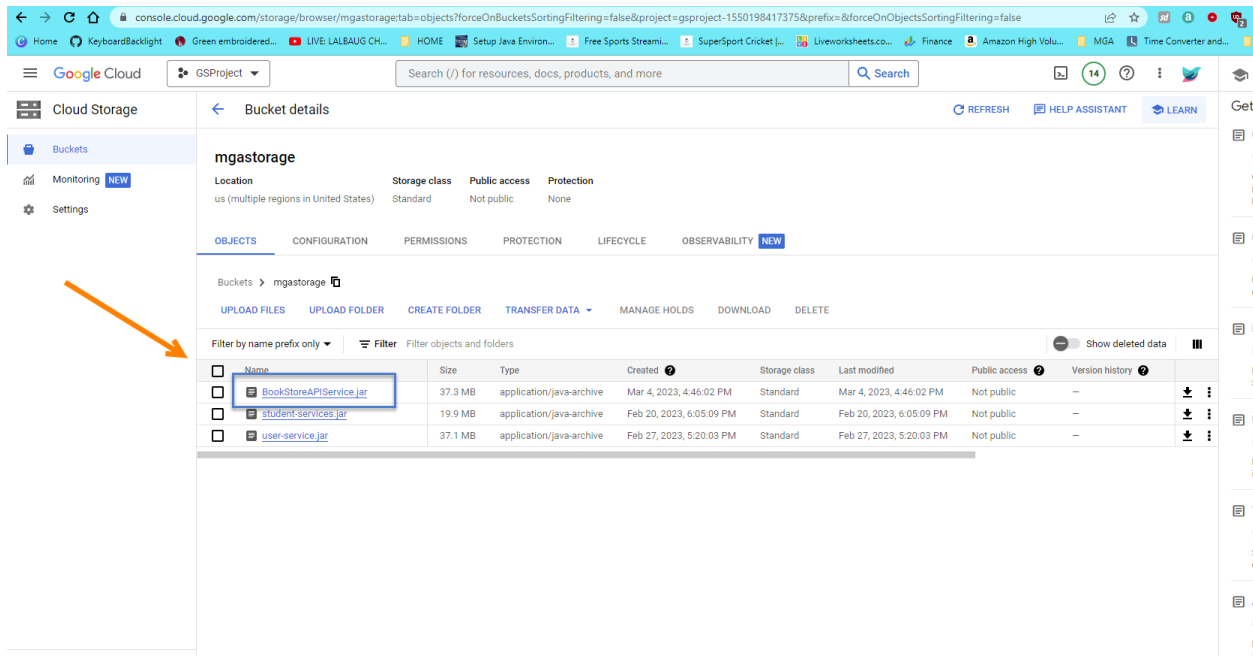 console.cloud.google.com/storage/browser/mgastorage;tab=objects?forceOnBucketsSortingFiltering=false&project=gsproject-1550198417375&prefix=&forceOnObjectsSortingFiltering=false
Home KeyboardBacklight Green embroidered... LIVE: LALBAUG CH... HOME Setup Java Environ... Free Sports Streami... SuperSport Cricket |... Liveworksheets.co... Finance Amazon High Volu... MGA Time Converter and...
Google Cloud GSProject Search (/) for resources, docs, products, and more Search 14
Cloud Storage Bucket details REFRESH HELP ASSISTANT LEARN Get
Buckets
Monitoring NEW
Settings
mgastorage
Location Storage class Public access Protection
us (multiple regions in United States) Standard Not public None
OBJECTS CONFIGURATION PERMISSIONS PROTECTION LIFECYCLE OBSERVABILITY NEW
Buckets > mgastorage
UPLOAD FILES UPLOAD FOLDER CREATE FOLDER TRANSFER DATA MANAGE HOLDS DOWNLOAD DELETE
Filter by name prefix only Filter Filter objects and folders Show deleted data
Name Size Type Created Storage class Last modified Public access Version history
BookStoreAPIService.jar 37.3 MB application/java-archive Mar 4, 2023, 4:46:02 PM Standard Mar 4, 2023, 4:46:02 PM Not public —
student-services.jar 19.9 MB application/java-archive Feb 20, 2023, 6:05:09 PM Standard Feb 20, 2023, 6:05:09 PM Not public —
user-service.jar 37.1 MB application/java-archive Feb 27, 2023, 5:20:03 PM Standard Feb 27, 2023, 5:20:03 PM Not public —